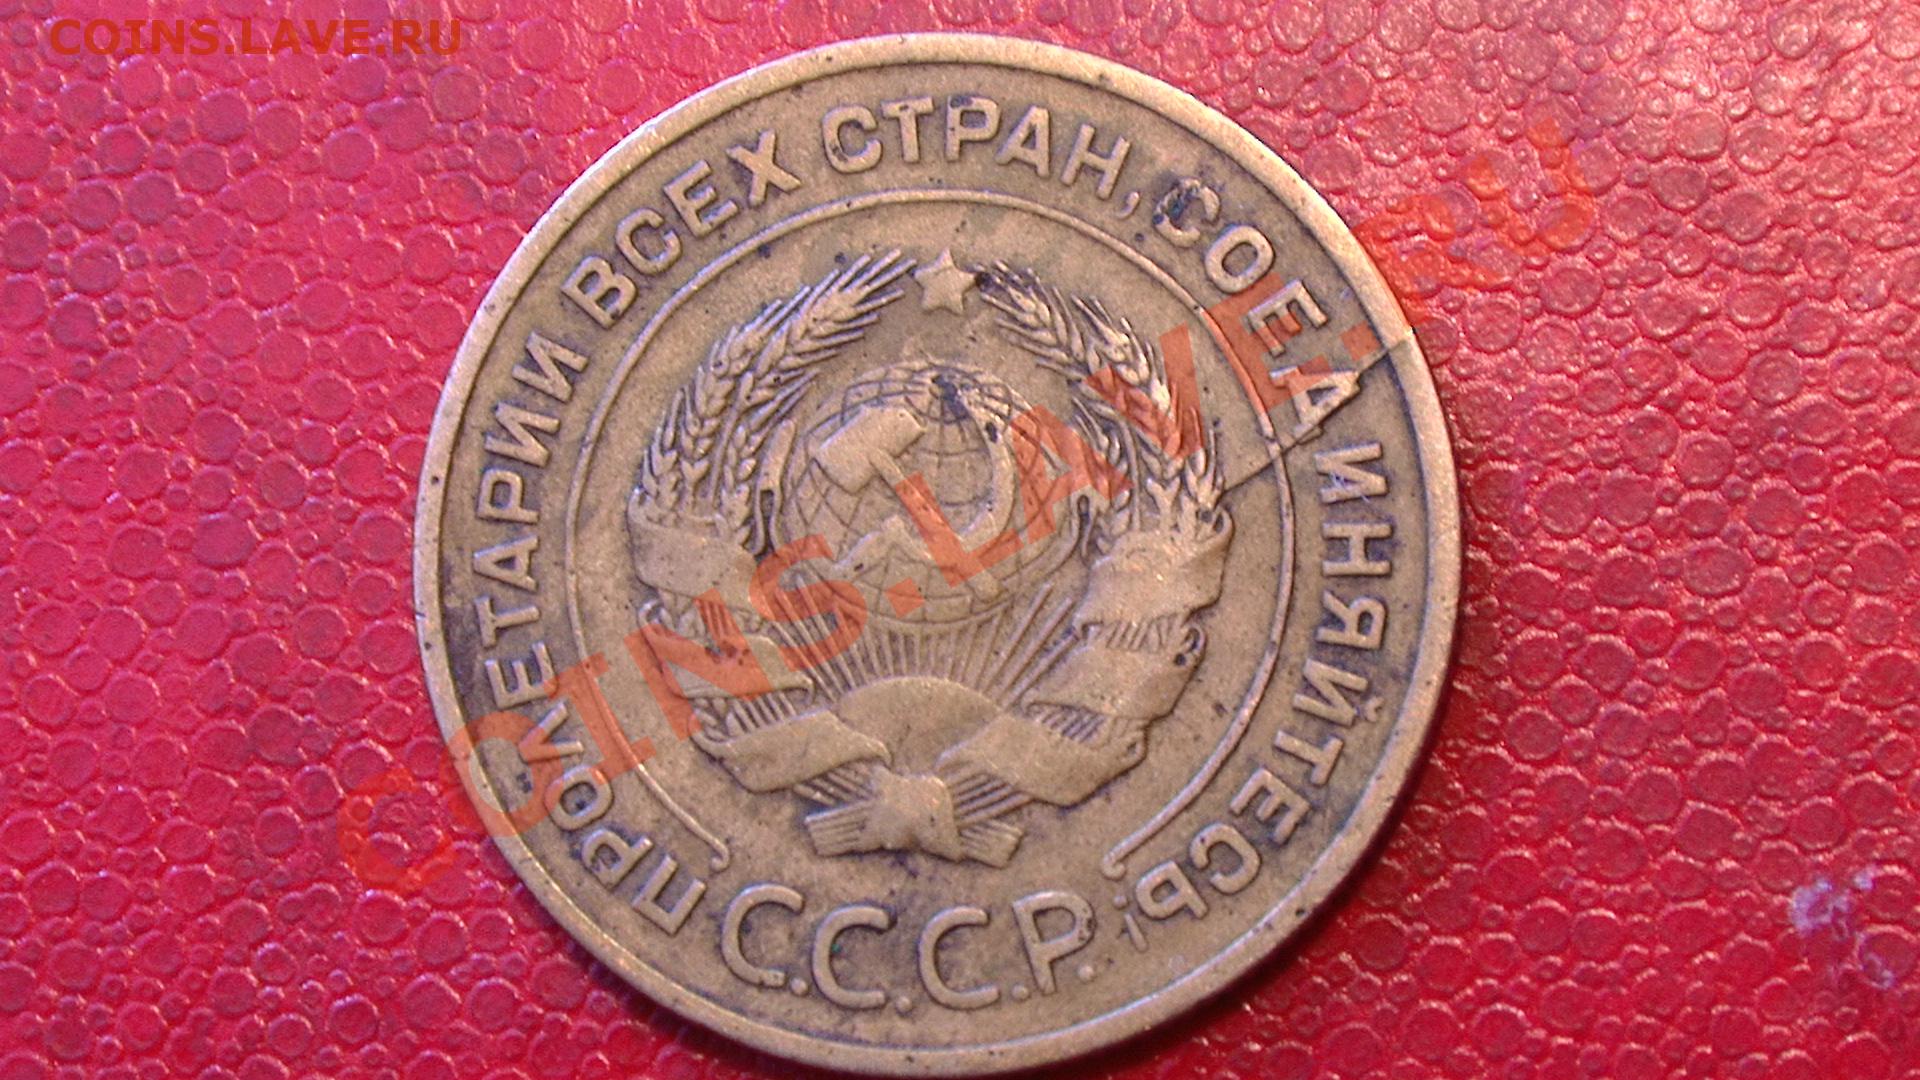 COINS.LAVE.RU
ПРОЛЕТАРИИ ВСЕХ СТРАН, СОЕДИНЯЙТЕСЬ!
С.С.С.Р.
COINS.LAVE.RU